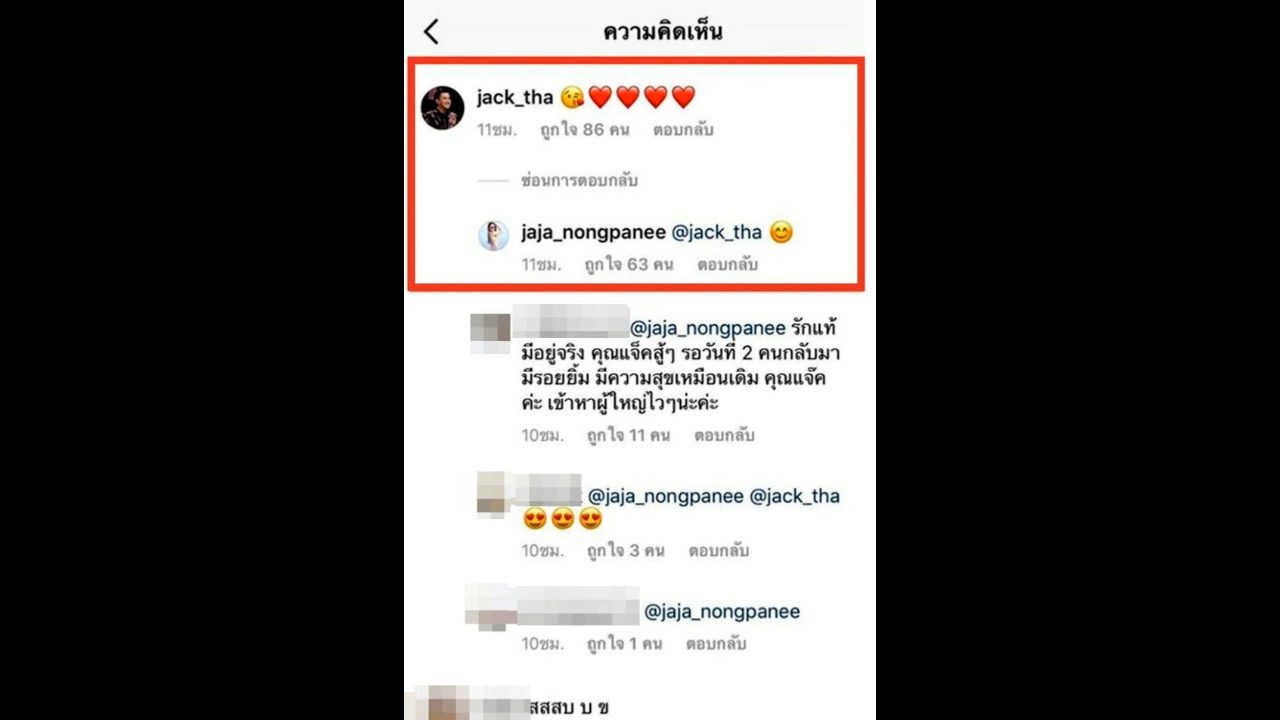 ความคิดเห็น
jack_tha 😘❤️❤️❤️❤️
11ชม. ถูกใจ 86 คน ตอบกลับ
ซ่อนการตอบกลับ
jaja_nongpanee @jack_tha 😊
11ชม. ถูกใจ 63 คน ตอบกลับ
@jaja_nongpanee รักแท้
มีอยู่จริง คุณแจ็คสู้ๆ รอวันที่ 2 คนกลับมา
มีรอยยิ้ม มีความสุขเหมือนเดิม คุณแจ๊ค
ค่ะ เข้าหาผู้ใหญ่ไวๆน่ะค่ะ
10ชม. ถูกใจ 11 คน ตอบกลับ
@jaja_nongpanee @jack_tha
😍😍😍
10ชม. ถูกใจ 3 คน ตอบกลับ
@jaja_nongpanee
10ชม. ถูกใจ 1 คน ตอบกลับ
สสสบ บ ข